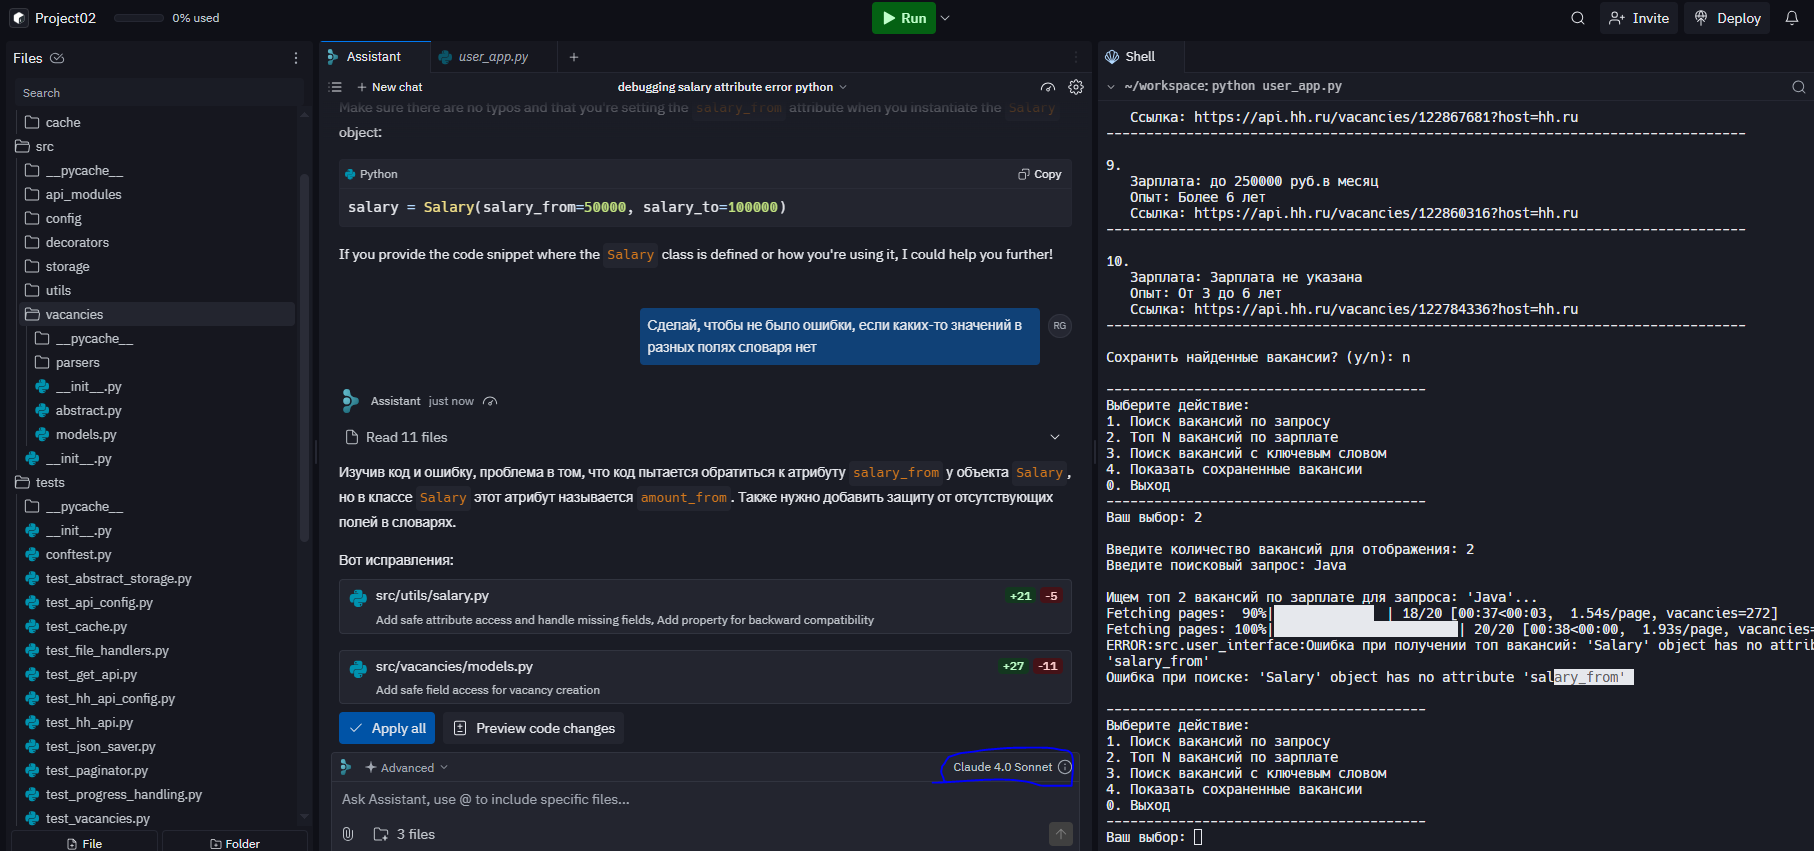 Project02
0% used
Run
Invite
Deploy
Files
Search
cache
src
__pycache__
api_modules
config
decorators
storage
utils
vacancies
__pycache__
parsers
__init__.py
abstract.py
models.py
__init__.py
tests
__pycache__
__init__.py
conftest.py
test_abstract_storage.py
test_api_config.py
test_cache.py
test_file_handlers.py
test_get_api.py
test_hh_api_config.py
test_hh_api.py
test_json_saver.py
test_paginator.py
test_progress_handling.py
test_vacancies.py
File
Folder
Assistant
user_app.py
New chat
debugging salary attribute error python
Make sure there are no typos and that you're setting the salary_from attribute when you instantiate the Salary
object:
Python
Copy
salary = Salary(salary_from=50000, salary_to=100000)
If you provide the code snippet where the Salary class is defined or how you're using it, I could help you further!
Сделай, чтобы не было ошибки, если каких-то значений в
разных полях словаря нет
RG
Assistant just now
Read 11 files
Изучив код и ошибку, проблема в том, что код пытается обратиться к атрибуту salary_from у объекта Salary,
но в классе Salary этот атрибут называется amount_from. Также нужно добавить защиту от отсутствующих
полей в словарях.
Вот исправления:
src/utils/salary.py
+21 -5
Add safe attribute access and handle missing fields, Add property for backward compatibility
src/vacancies/models.py
+27 -11
Add safe field access for vacancy creation
Apply all
Preview code changes
Advanced
Claude 4.0 Sonnet
Ask Assistant, use @ to include specific files...
3 files
Shell
~/workspace: python user_app.py
Ссылка: https://api.hh.ru/vacancies/122867681?host=hh.ru
--------------------------------------------------------------------------------
9.
Зарплата: до 250000 руб.в месяц
Опыт: Более 6 лет
Ссылка: https://api.hh.ru/vacancies/122860316?host=hh.ru
--------------------------------------------------------------------------------
10.
Зарплата: Зарплата не указана
Опыт: От 3 до 6 лет
Ссылка: https://api.hh.ru/vacancies/122784336?host=hh.ru
--------------------------------------------------------------------------------
Сохранить найденные вакансии? (y/n): n
----------------------------------------
Выберите действие:
1. Поиск вакансий по запросу
2. Топ N вакансий по зарплате
3. Поиск вакансий с ключевым словом
4. Показать сохраненные вакансии
0. Выход
----------------------------------------
Ваш выбор: 2
Введите количество вакансий для отображения: 2
Введите поисковый запрос: Java
Ищем топ 2 вакансий по зарплате для запроса: 'Java'...
Fetching pages:  90%| | 18/20 [00:37<00:03,  1.54s/page, vacancies=272]
Fetching pages: 100%| | 20/20 [00:38<00:00,  1.93s/page, vacancies=
ERROR:src.user_interface:Ошибка при получении топ вакансий: 'Salary' object has no attrib
'salary_from'
Ошибка при поиске: 'Salary' object has no attribute 'salary_from'
----------------------------------------
Выберите действие:
1. Поиск вакансий по запросу
2. Топ N вакансий по зарплате
3. Поиск вакансий с ключевым словом
4. Показать сохраненные вакансии
0. Выход
----------------------------------------
Ваш выбор: